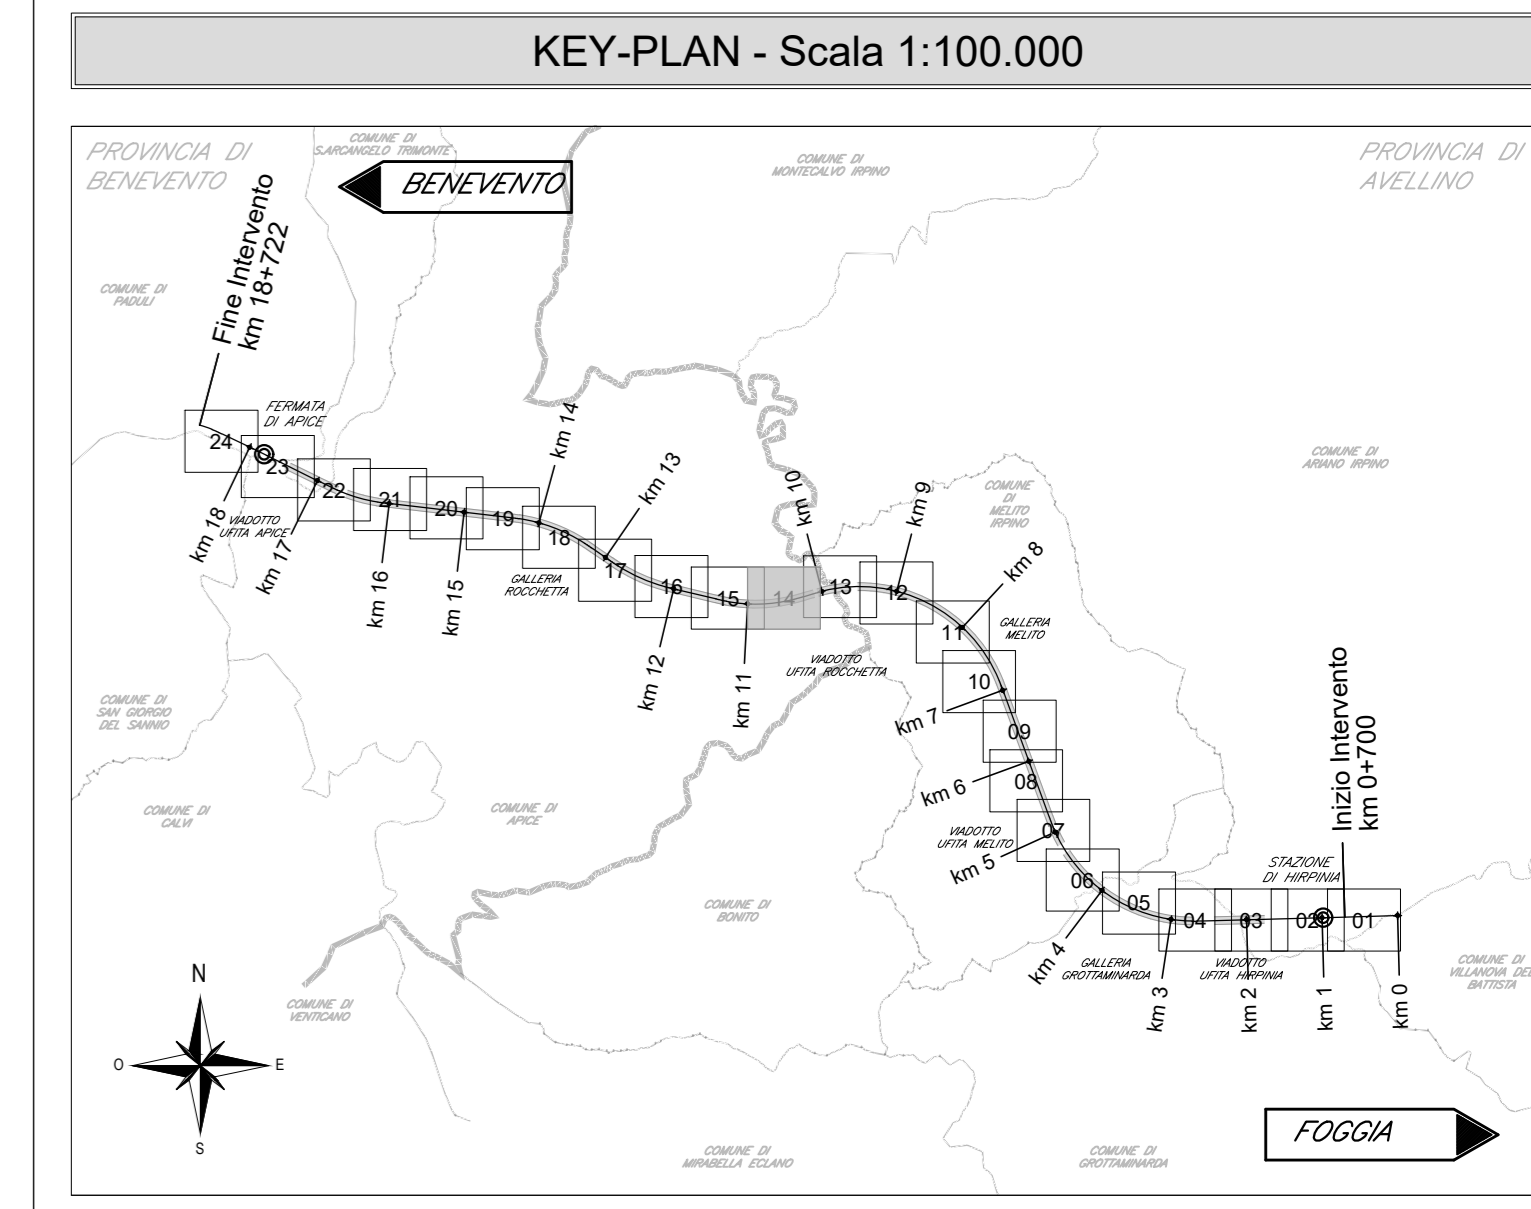 KEY-PLAN - Scala 1:100.000
PROVINCIA DI
BENEVENTO
COMUNE DI
S.ARCANGELO TRIMONTE
BENEVENTO
COMUNE DI
MONTECALVO IRPINO
PROVINCIA DI
AVELLINO
Fine Intervento
km 18+722
COMUNE DI
PADULI
FERMATA
DI APICE
24
23
22
21
20
19
18
17
16
15
14
13
12
11
10
09
08
07
06
05
04
03
02
01
km 18
km 17
km 16
km 15
km 14
km 13
km 12
km 11
km 10
km 9
km 8
km 7
km 6
km 5
km 4
km 3
km 2
km 1
km 0
VIADOTTO
UFITA APICE
GALLERIA
ROCCHETTA
VIADOTTO
UFITA ROCCHETTA
GALLERIA
MELITO
COMUNE
DI
MELITO
IRPINO
COMUNE DI
ARIANO IRPINO
Inizio Intervento
km 0+700
COMUNE DI
SAN GIORGIO
DEL SANNIO
COMUNE DI
CALVI
COMUNE DI
APICE
VIADOTTO
UFITA MELITO
STAZIONE
DI HIRPINIA
COMUNE DI
BONITO
GALLERIA
GROTTAMINARDA
VIADOTTO
UFITA HIRPINIA
COMUNE DI
VILLANOVA DEL
BATTISTA
COMUNE DI
VENTICANO
N
O
E
S
FOGGIA
COMUNE DI
MIRABELLA ECLANO
COMUNE DI
GROTTAMINARDA